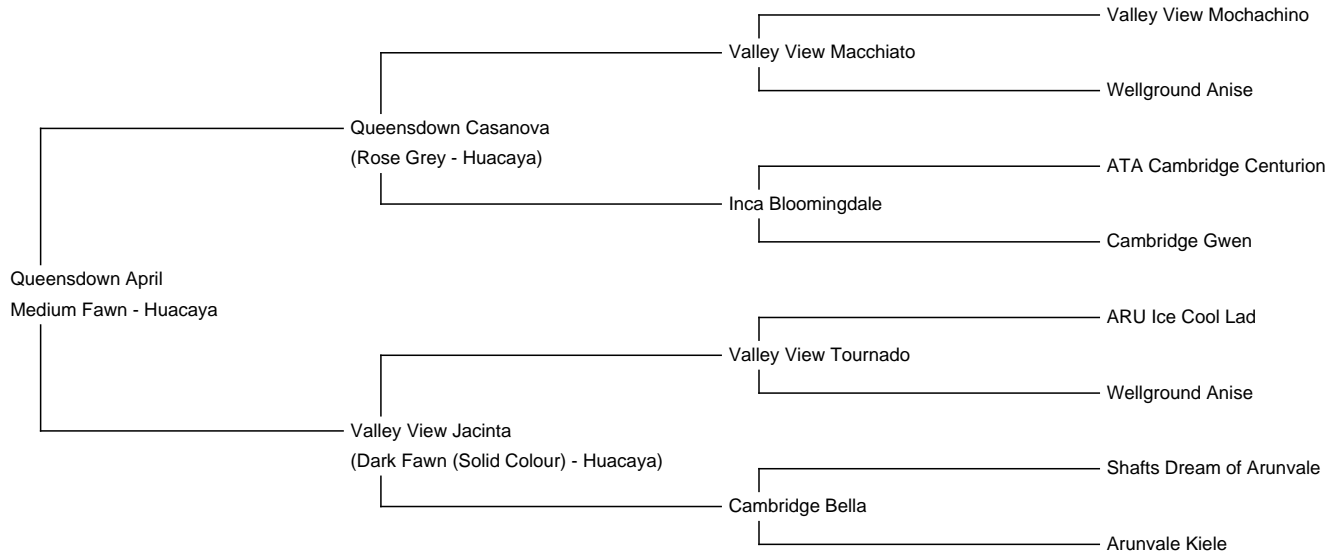 Valley View Mochachino
Valley View Macchiato
Wellground Anise
Queensdown Casanova
(Rose Grey - Huacaya)
ATA Cambridge Centurion
Inca Bloomingdale
Cambridge Gwen
Queensdown April
Medium Fawn - Huacaya
ARU Ice Cool Lad
Valley View Tournado
Wellground Anise
Valley View Jacinta
(Dark Fawn (Solid Colour) - Huacaya)
Shafts Dream of Arunvale
Cambridge Bella
Arunvale Kiele